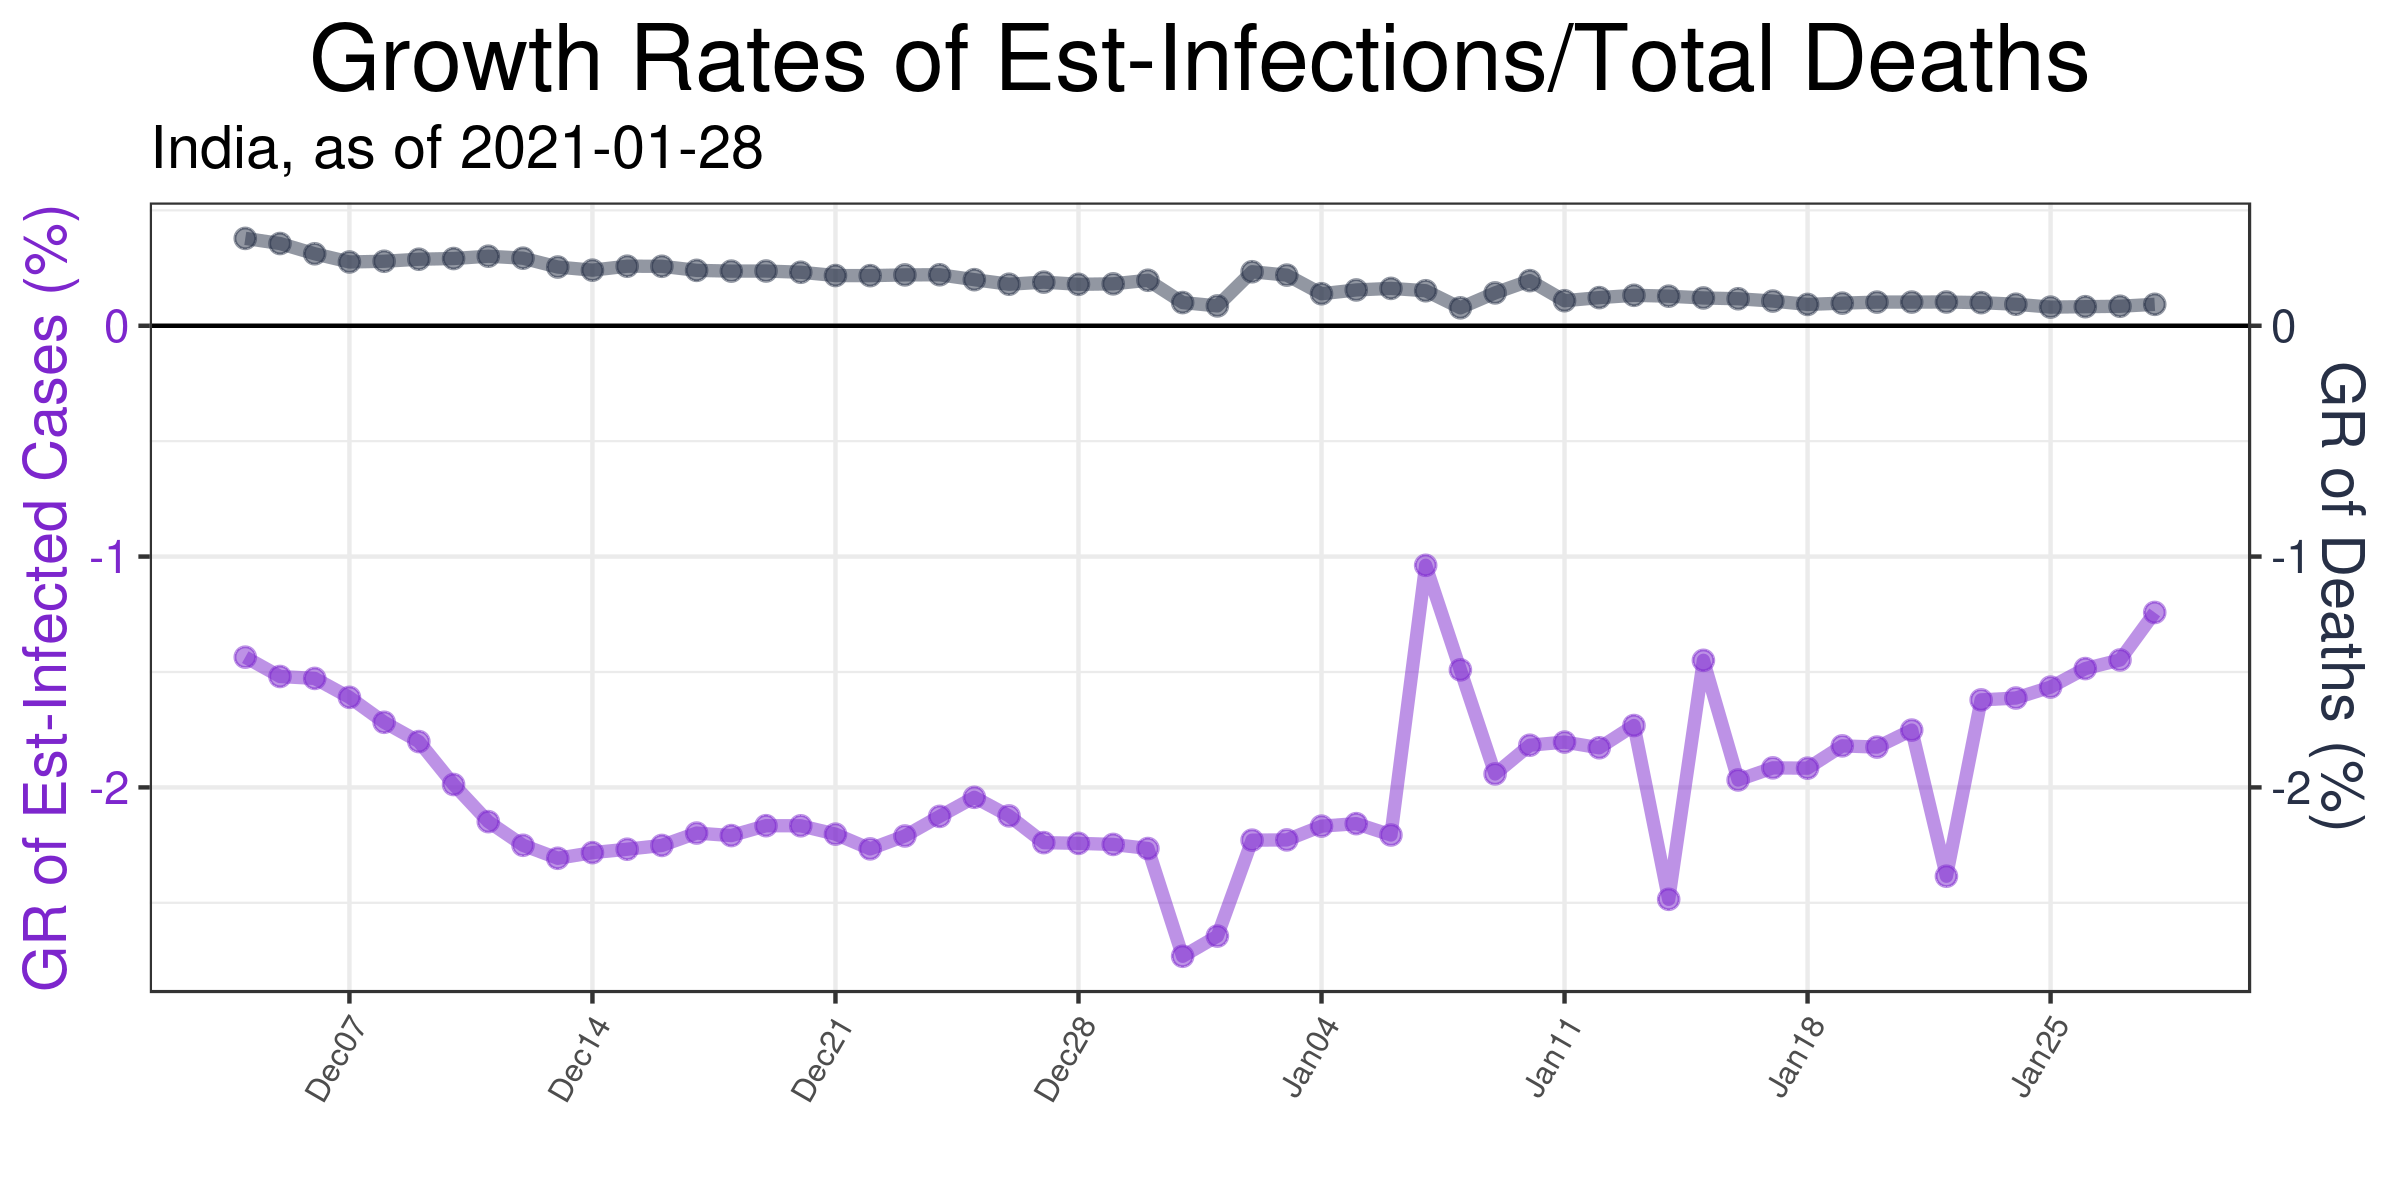 Growth Rates of Est-Infections/Total Deaths
India, as of 2021-01-28
GR of Est-Infected Cases (%)
0
-1
-2
0
-1
-2
GR of Deaths (%)
Dec07
Dec14
Dec21
Dec28
Jan04
Jan11
Jan18
Jan25